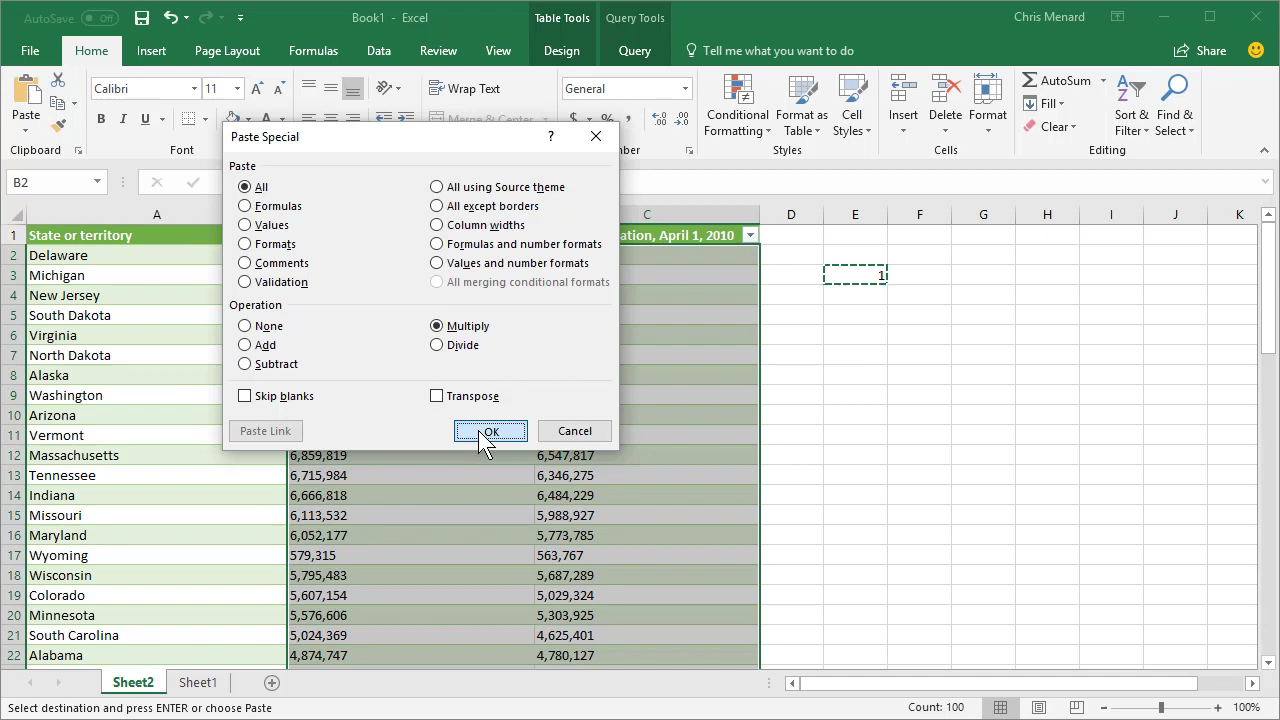 AutoSave Off Book1 - Excel Table Tools Query Tools Chris Menard
File Home Insert Page Layout Formulas Data Review View Design Query Tell me what you want to do Share
Calibri 11 Wrap Text General AutoSum
Paste Fill
B I U Merge & Center $ % , Conditional Formatting Format as Table Cell Styles Insert Delete Format Clear Sort & Filter Find & Select
Clipboard Font Styles Cells Editing
B2
A C D E F G H I J K
1 State or territory ation, April 1, 2010
2 Delaware
3 Michigan 1
4 New Jersey
5 South Dakota
6 Virginia
7 North Dakota
8 Alaska
9 Washington
10 Arizona
11 Vermont
12 Massachusetts 6,859,819 6,547,817
13 Tennessee 6,715,984 6,346,275
14 Indiana 6,666,818 6,484,229
15 Missouri 6,113,532 5,988,927
16 Maryland 6,052,177 5,773,785
17 Wyoming 579,315 563,767
18 Wisconsin 5,795,483 5,687,289
19 Colorado 5,607,154 5,029,324
20 Minnesota 5,576,606 5,303,925
21 South Carolina 5,024,369 4,625,401
22 Alabama 4,874,747 4,780,127
Paste Special ?
Paste
All All using Source theme
Formulas All except borders
Values Column widths
Formats Formulas and number formats
Comments Values and number formats
Validation All merging conditional formats
Operation
None Multiply
Add Divide
Subtract
Skip blanks Transpose
Paste Link OK Cancel
Sheet2 Sheet1
Select destination and press ENTER or choose Paste Count: 100 100%